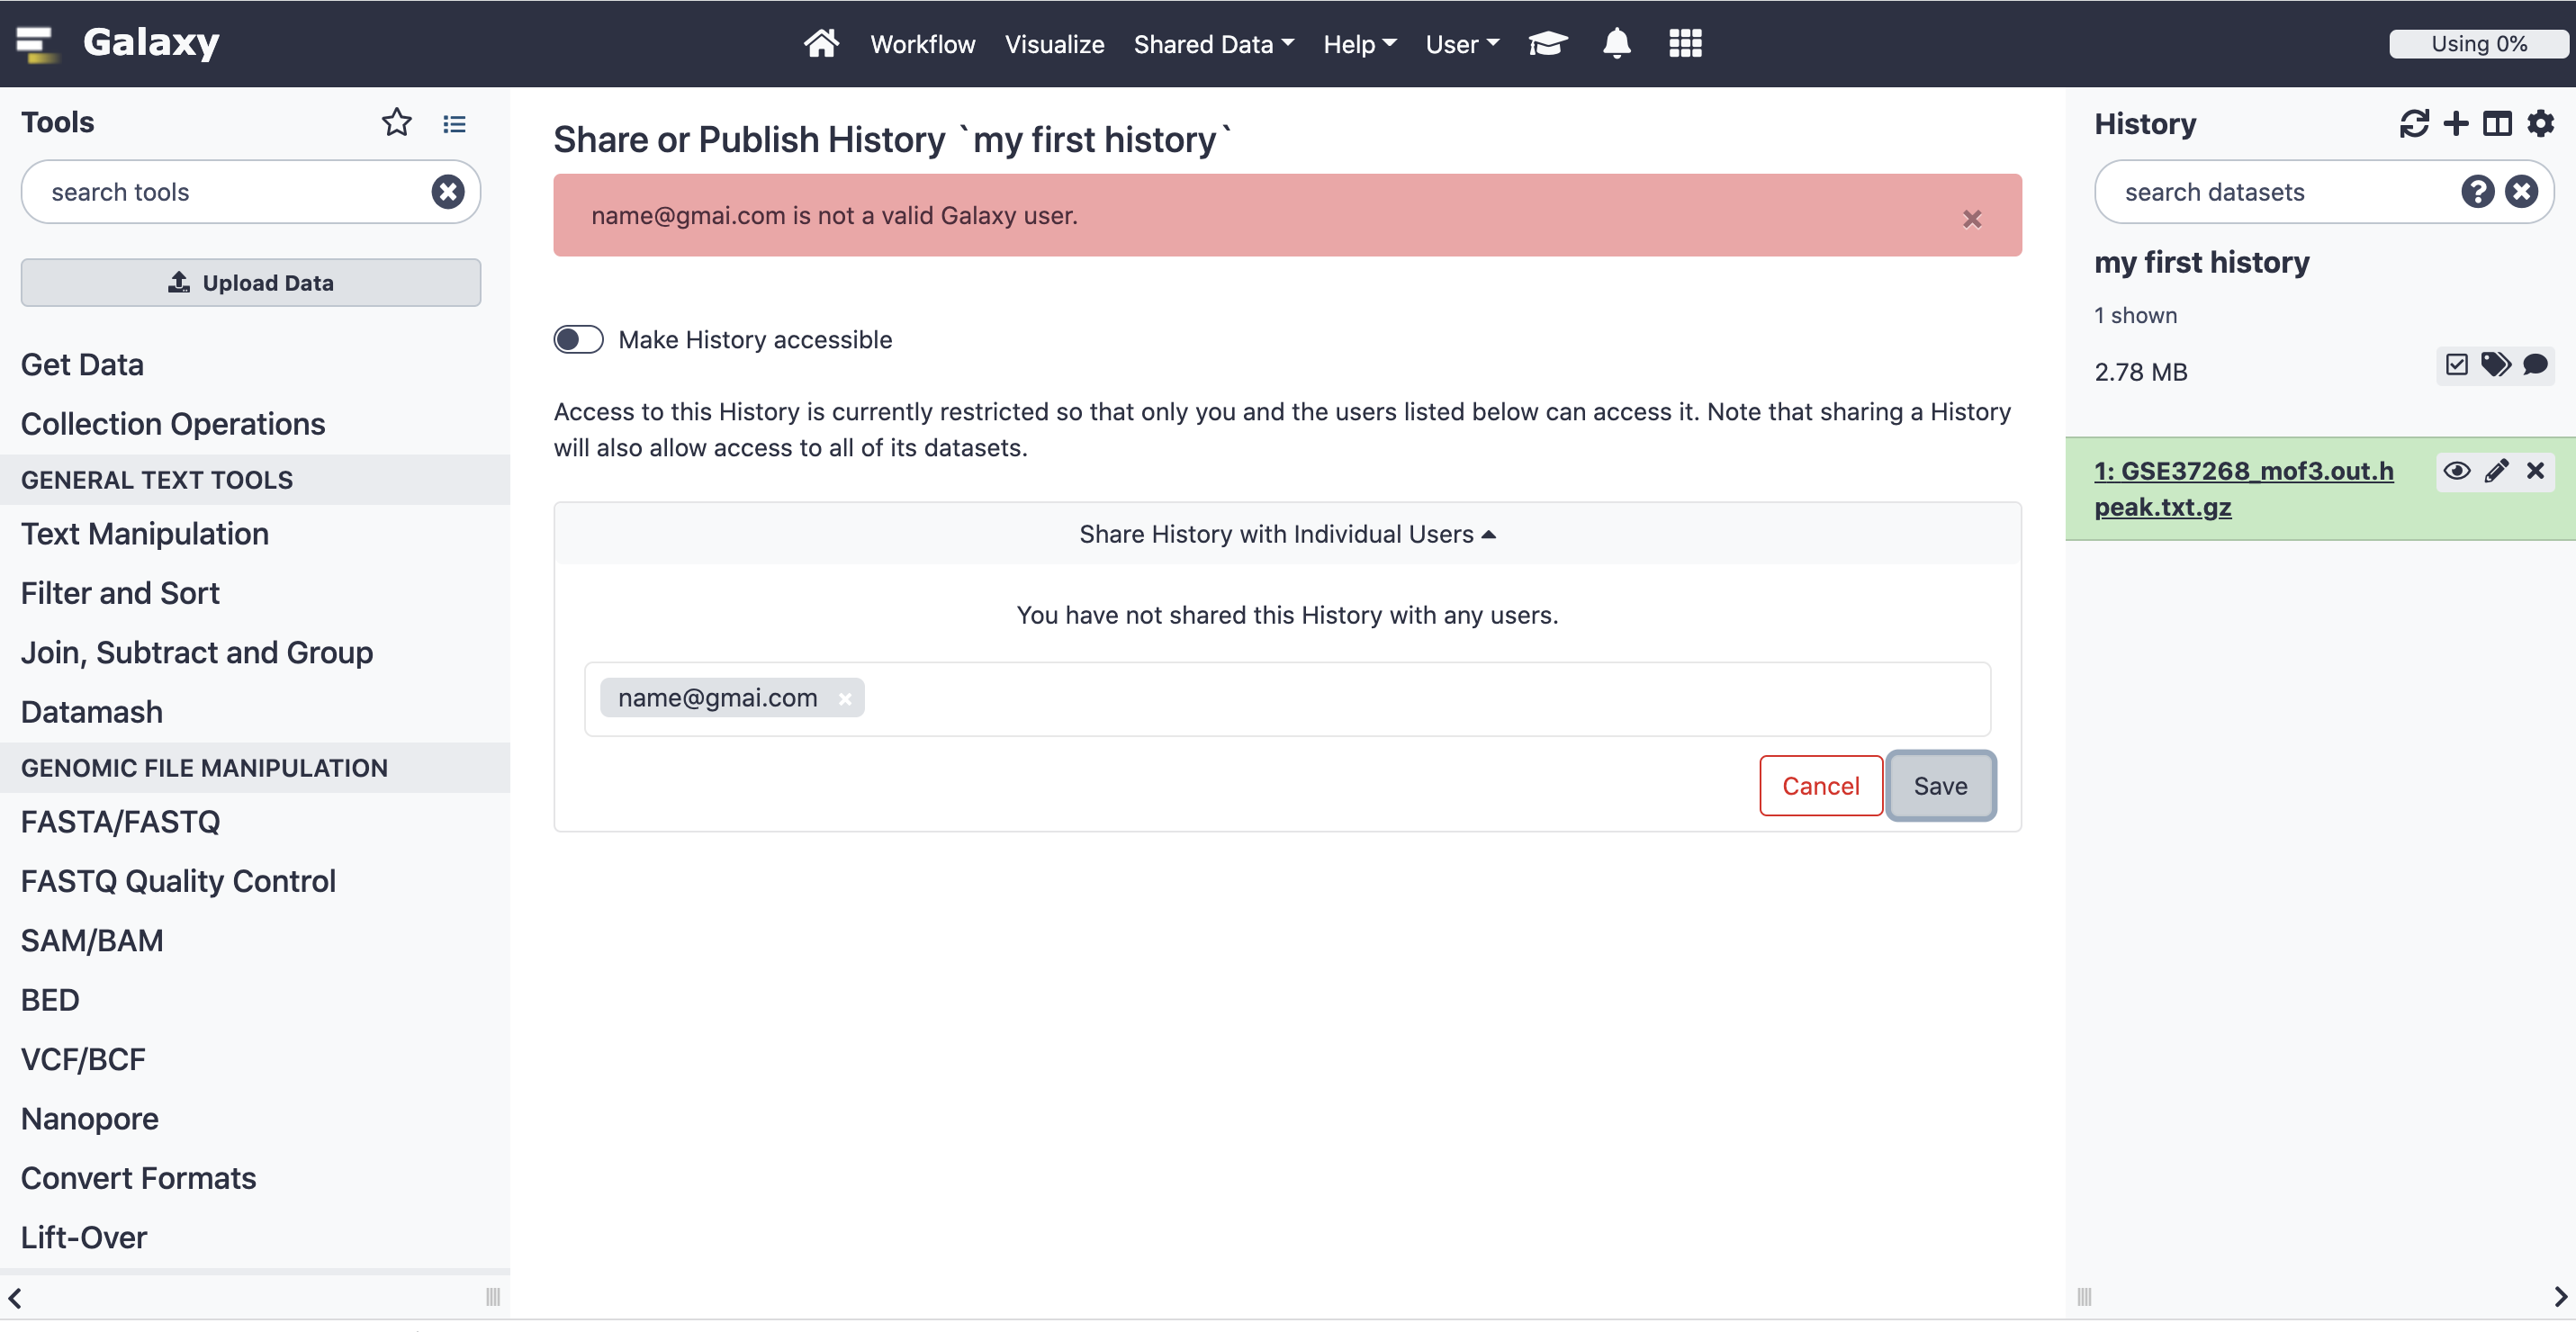 Galaxy
Workflow
Visualize
Shared Data
Help
User
Using 0%
Tools
search tools
Upload Data
Get Data
Collection Operations
GENERAL TEXT TOOLS
Text Manipulation
Filter and Sort
Join, Subtract and Group
Datamash
GENOMIC FILE MANIPULATION
FASTA/FASTQ
FASTQ Quality Control
SAM/BAM
BED
VCF/BCF
Nanopore
Convert Formats
Lift-Over
Share or Publish History `my first history`
name@gmai.com is not a valid Galaxy user.
Make History accessible
Access to this History is currently restricted so that only you and the users listed below can access it. Note that sharing a History
will also allow access to all of its datasets.
Share History with Individual Users
You have not shared this History with any users.
name@gmai.com
Cancel
Save
History
search datasets
my first history
1 shown
2.78 MB
1: GSE37268_mof3.out.h
peak.txt.gz